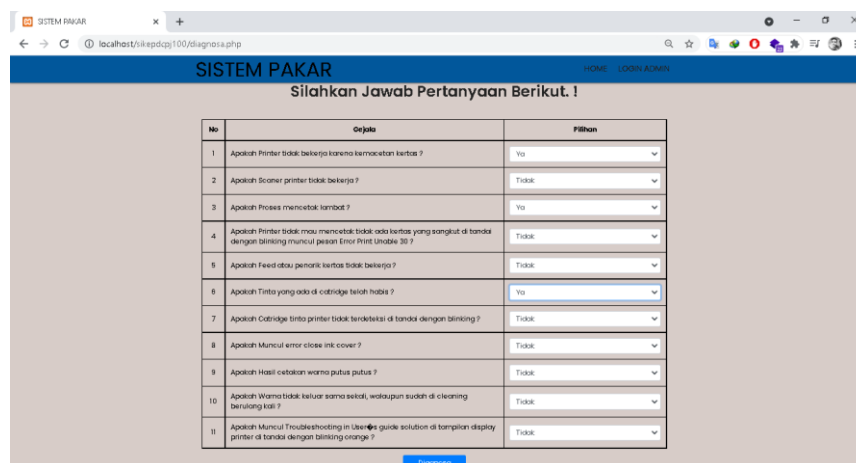 SISTEM PAKAR
localhost/sikepdcpj100/diagnosa.php
SISTEM PAKAR
HOME LOGIN ADMIN
Silahkan Jawab Pertanyaan Berikut. !
No Gejala Pilihan
1 Apakah Printer tidak bekerja karena kemacetan kertas ? Ya
2 Apakah Scaner printer tidak bekerja ? Tidak
3 Apakah Proses mencetak lambat ? Ya
4 Apakah Printer tidak mau mencetak tidak ada kertas yang sangkut di tandai
dengan blinking muncul pesan Error Print Unable 30 ? Tidak
5 Apakah Feed atau penarik kertas tidak bekerja ? Tidak
6 Apakah Tinta yang ada di catridge telah habis ? Ya
7 Apakah Catridge tinta printer tidak terdeteksi di tandai dengan blinking ? Tidak
8 Apakah Muncul error close ink cover ? Tidak
9 Apakah Hasil cetakan warna putus putus ? Tidak
10 Apakah Warna tidak keluar sama sekali, walaupun sudah di cleaning
berulang kali ? Tidak
11 Apakah Muncul Troubleshooting in User�s guide solution di tampilan display
printer di tandai dengan blinking orange ? Tidak
Diagnosa